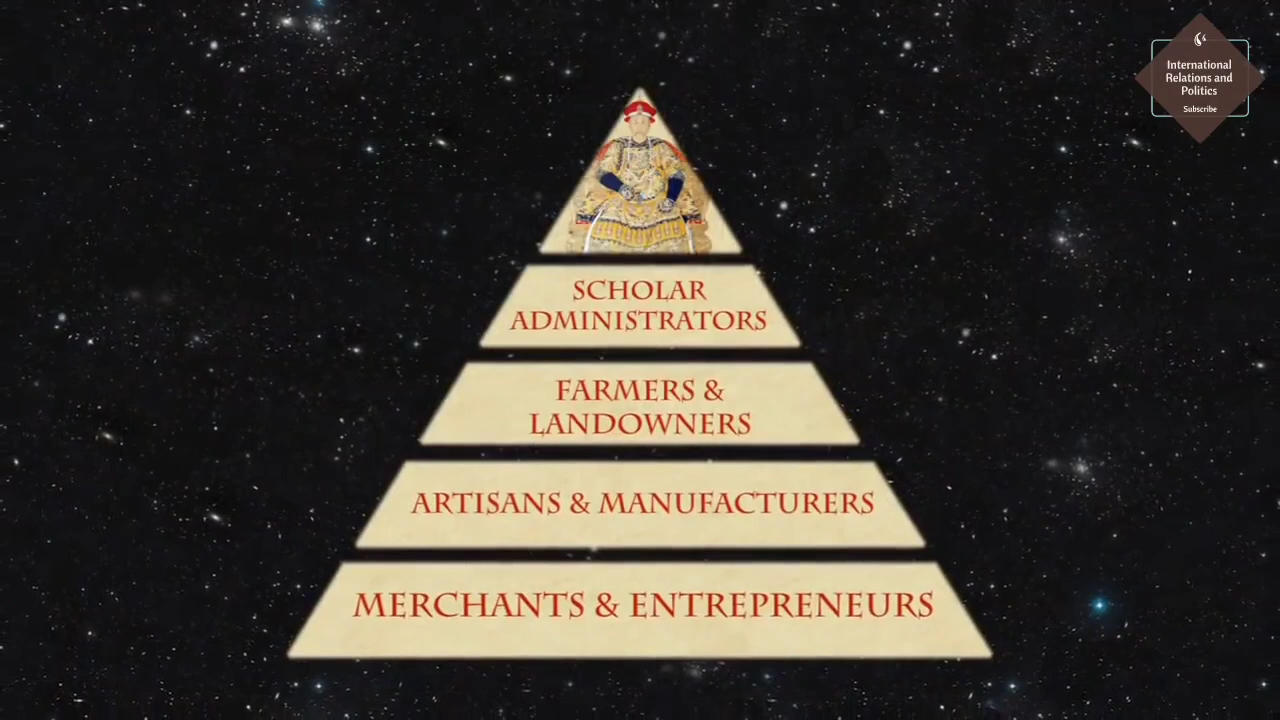 International
Relations and
Politics
Subscribe
SCHOLAR
ADMINISTRATORS
FARMERS &
LANDOWNERS
ARTISANS & MANUFACTURERS
MERCHANTS & ENTREPRENEURS